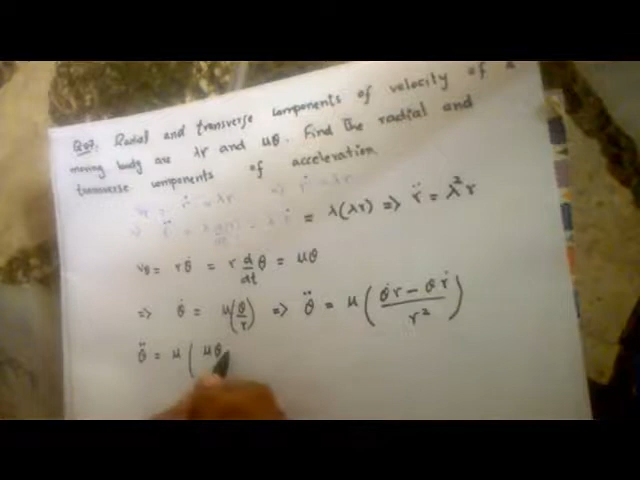 Q07. Radial and transverse components of velocity of a
moving body are λr and μθ. Find the radial and
transverse components of acceleration.
= λ(λr) => r̈ = λ²r
vθ = rθ̇ = r d/dt θ = μθ
=> θ̇ = μ(θ/r) => θ̈ = μ((θ̇r − θṙ)/r²)
θ̈ = μ ( μθ